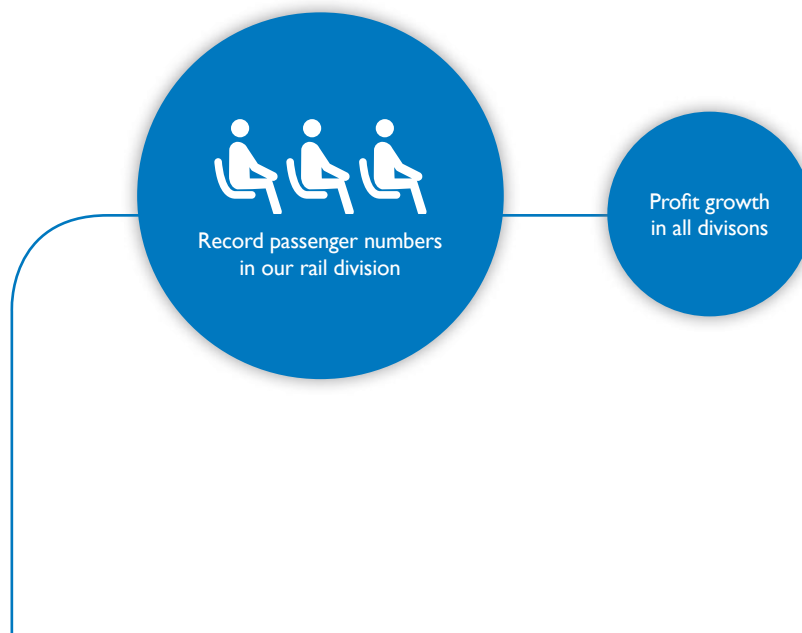 Record passenger numbers
in our rail division
Profit growth
in all divisons